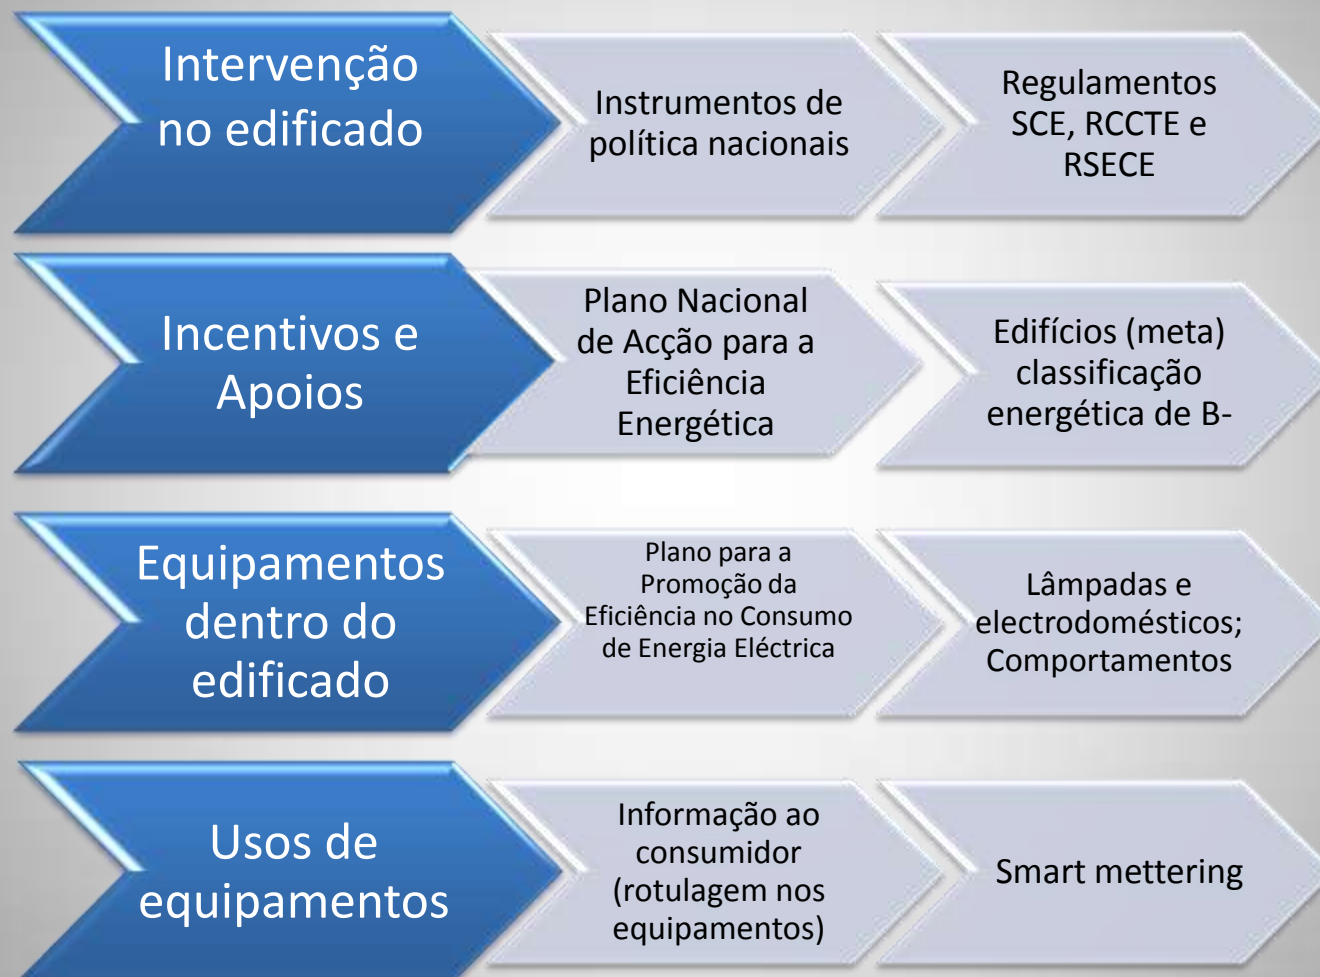 Intervenção
no edificado
Instrumentos de
política nacionais
Regulamentos
SCE, RCCTE e
RSECE
Incentivos e
Apoios
Plano Nacional
de Acção para a
Eficiência
Energética
Edifícios (meta)
classificação
energética de B-
Equipamentos
dentro do
edificado
Plano para a
Promoção da
Eficiência no Consumo
de Energia Eléctrica
Lâmpadas e
electrodomésticos;
Comportamentos
Usos de
equipamentos
Informação ao
consumidor
(rotulagem nos
equipamentos)
Smart mettering